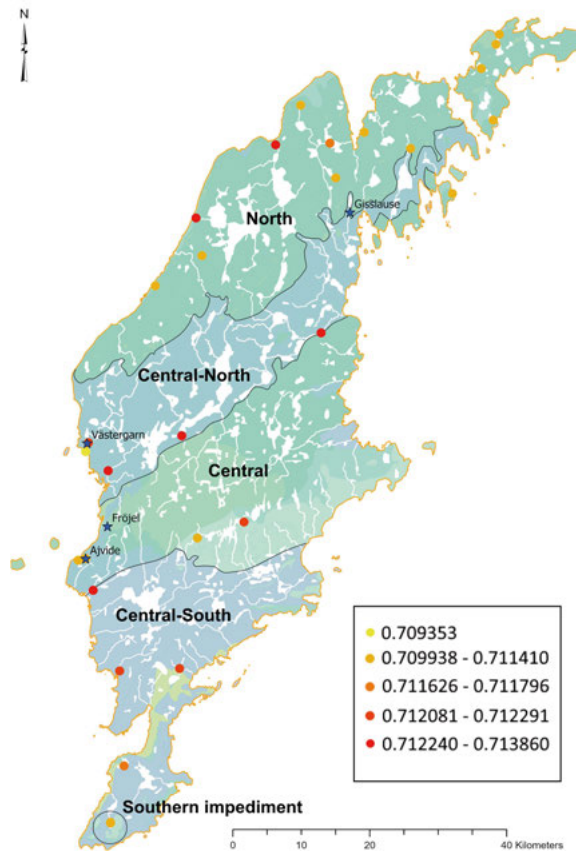 N
Gisslause
North
Central-North
Västergarn
Central
Fröjel
Ajvide
Central-South
0.709353
0.709938 - 0.711410
0.711626 - 0.711796
0.712081 - 0.712291
0.712240 - 0.713860
Southern impediment
0 10 20 40 Kilometers